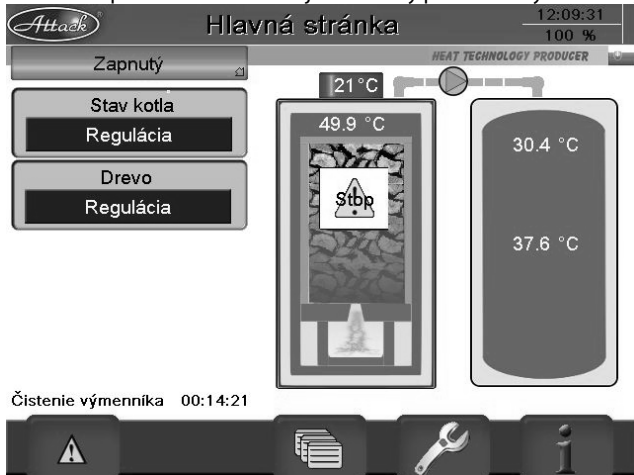 Attack
Hlavná stránka
12:09:31
100 %
HEAT TECHNOLOGY PRODUCER
Zapnutý
Stav kotla
Regulácia
Drevo
Regulácia
21°C
49.9 °C
Stop
30.4 °C
37.6 °C
Čistenie výmenníka 00:14:21